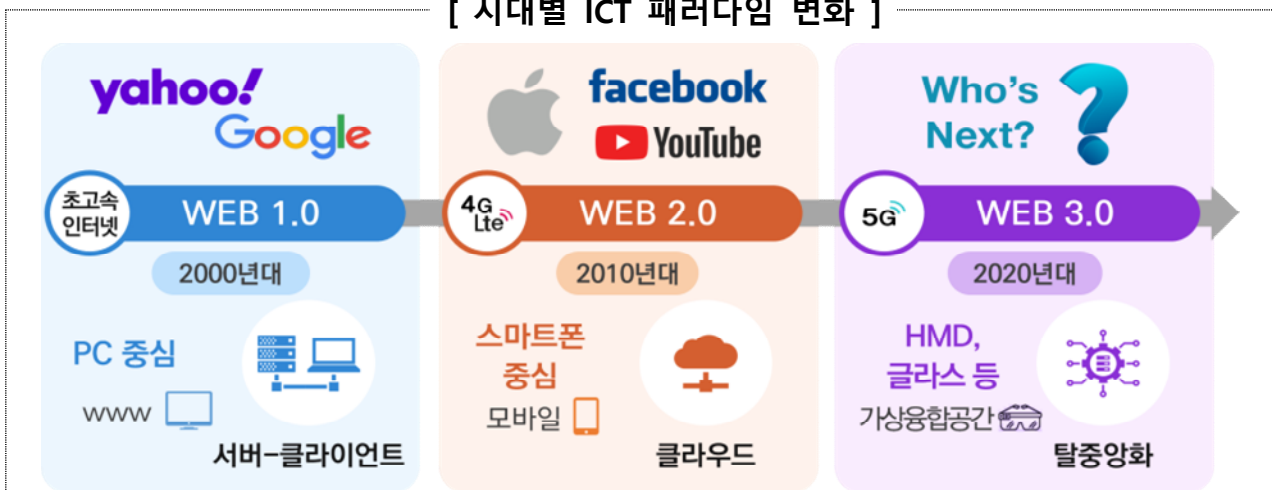 [ 시대별 ICT 패러다임 변화 ]
yahoo!
Google
초고속
인터넷
WEB 1.0
2000년대
PC 중심
www
서버-클라이언트
facebook
YouTube
4G
Lte
WEB 2.0
2010년대
스마트폰
중심
모바일
클라우드
Who's
Next?
5G
WEB 3.0
2020년대
HMD,
글라스 등
가상융합공간
탈중앙화